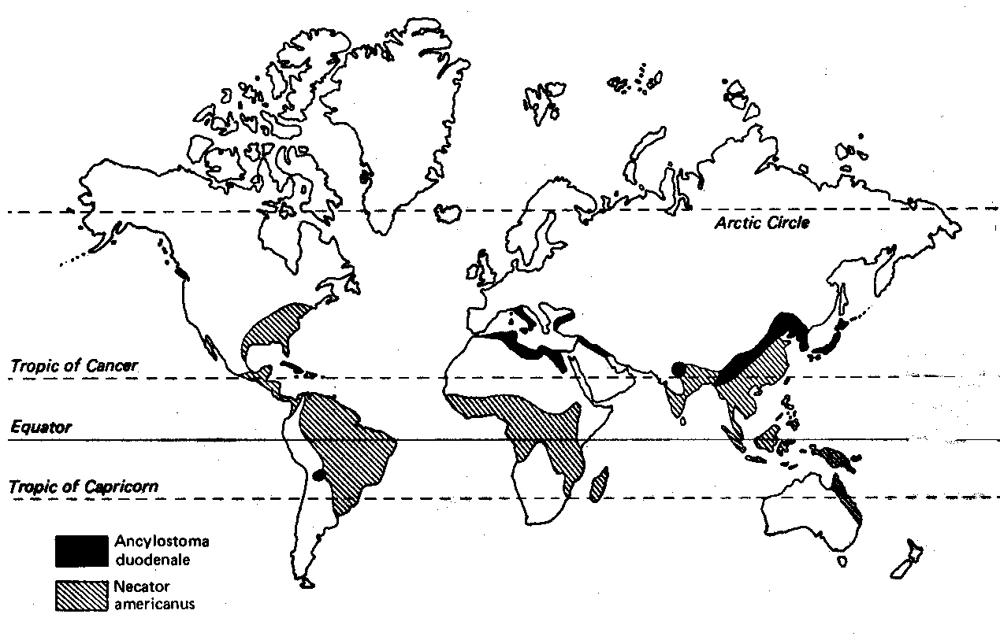 Arctic Circle
Tropic of Cancer
Equator
Tropic of Capricorn
Ancylostoma
duodenale
Necator
americanus